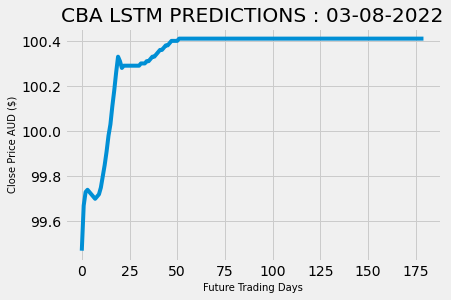 CBA LSTM PREDICTIONS : 03-08-2022
Close Price AUD ($)
100.4
100.2
100.0
99.8
99.6
0 25 50 75 100 125 150 175
Future Trading Days